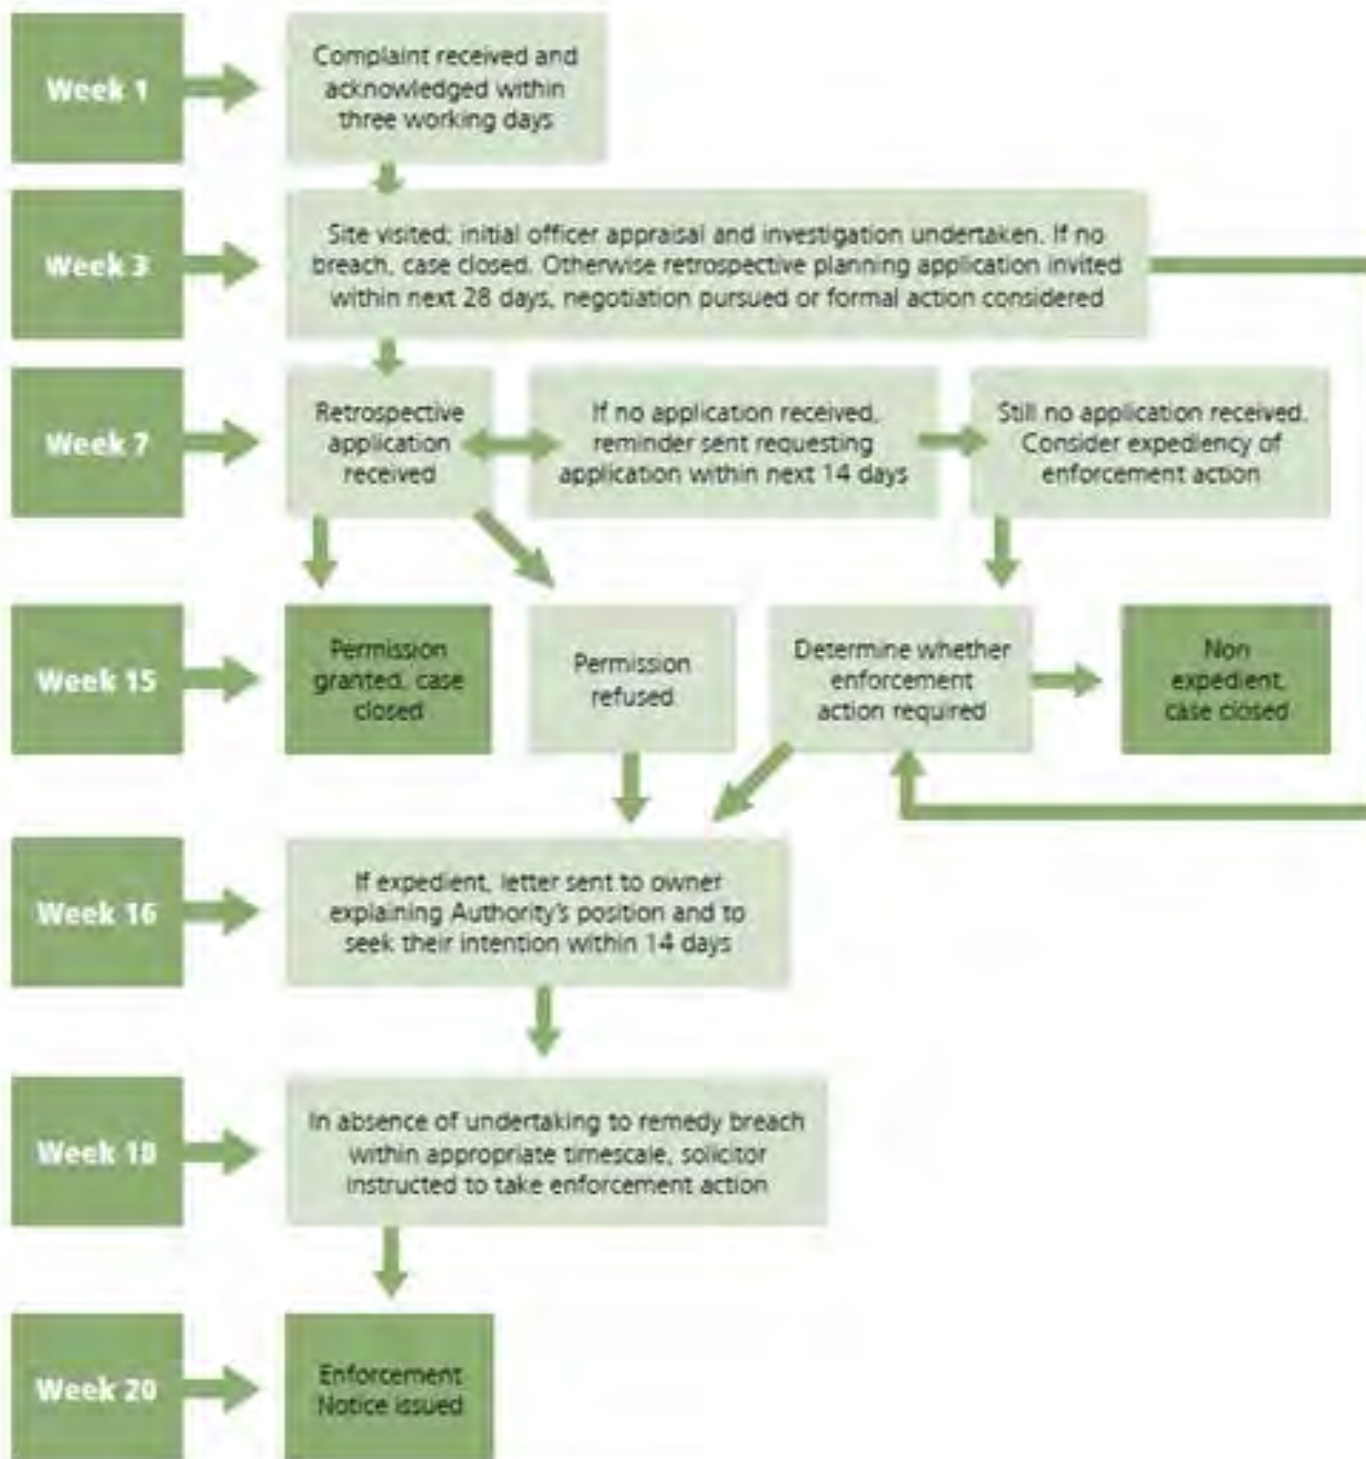 Week 1
Complaint received and
acknowledged within
three working days
Week 3
Site visited; initial officer appraisal and investigation undertaken. If no
breach, case closed. Otherwise retrospective planning application invited
within next 28 days, negotiation pursued or formal action considered
Week 7
Retrospective
application
received
If no application received,
reminder sent requesting
application within next 14 days
Still no application received.
Consider expediency of
enforcement action
Week 15
Permission
granted, case
closed
Permission
refused
Determine whether
enforcement
action required
Non
expedient,
case closed
Week 16
If expedient, letter sent to owner
explaining Authority's position and to
seek their intention within 14 days
Week 18
In absence of undertaking to remedy breach
within appropriate timescale, solicitor
instructed to take enforcement action
Week 20
Enforcement
Notice issued